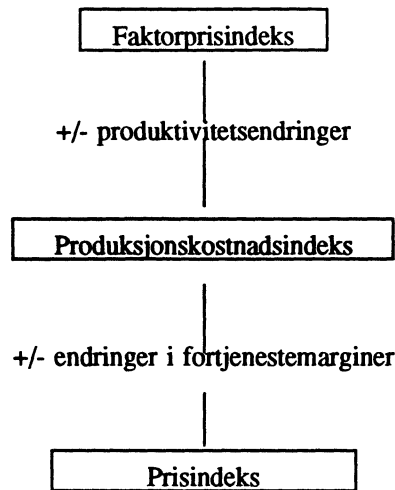 Faktorprisindeks
+/- produktivitetsendringer
Produksjonskostnadsindeks
+/- endringer i fortjenestemarginer
Prisindeks